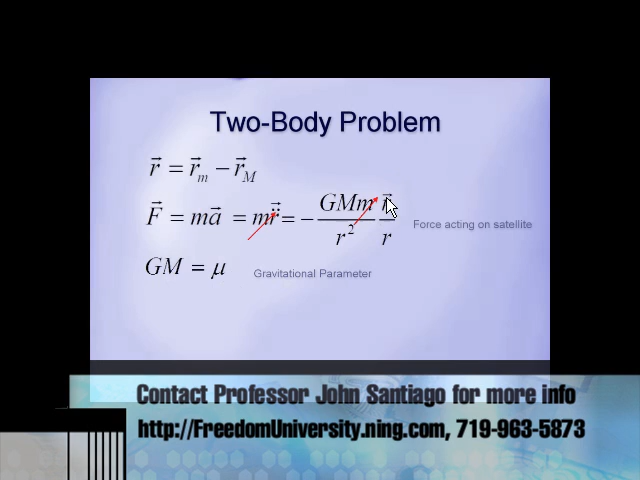 Two-Body Problem
r⃗ = r⃗_m − r⃗_M
F⃗ = ma⃗ = mr̈⃗ = − GMm/r² r⃗/r
Force acting on satellite
GM = μ
Gravitational Parameter
Contact Professor John Santiago for more info
http://FreedomUniversity.ning.com, 719-963-5873